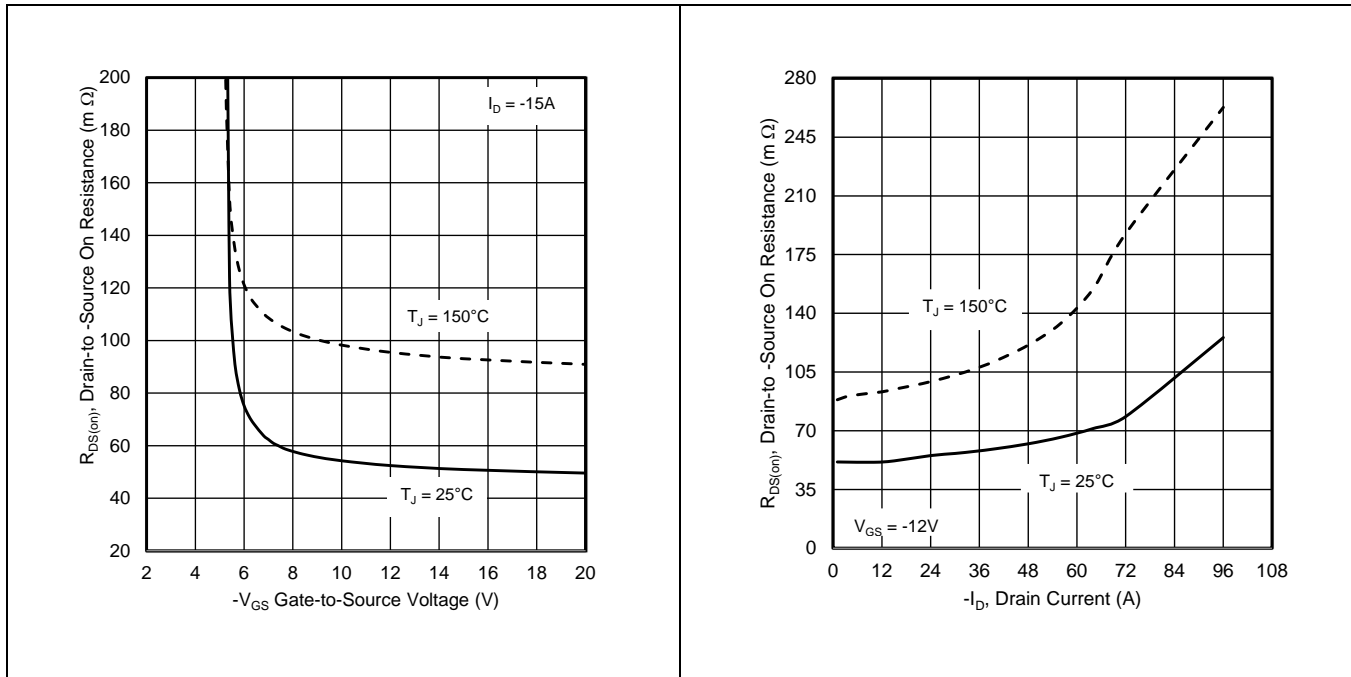 200
180
160
140
120
100
80
60
40
20
2 4 6 8 10 12 14 16 18 20
R_DS(on), Drain-to -Source On Resistance (m Ω)
-V_GS Gate-to-Source Voltage (V)
I_D = -15A
T_J = 150°C
T_J = 25°C
280
245
210
175
140
105
70
35
0
0 12 24 36 48 60 72 84 96 108
R_DS(on), Drain-to -Source On Resistance (m Ω)
-I_D, Drain Current (A)
T_J = 150°C
T_J = 25°C
V_GS = -12V